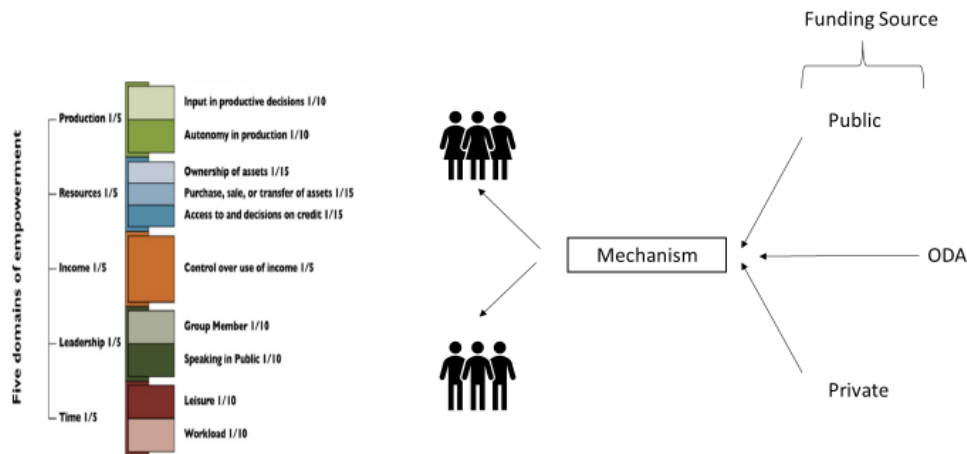 Five domains of empowerment
Production 1/5
Input in productive decisions 1/10
Autonomy in production 1/10
Resources 1/5
Ownership of assets 1/15
Purchase, sale, or transfer of assets 1/15
Access to and decisions on credit 1/15
Income 1/5
Control over use of income 1/5
Leadership 1/5
Group Member 1/10
Speaking in Public 1/10
Time 1/5
Leisure 1/10
Workload 1/10
Mechanism
Funding Source
Public
ODA
Private